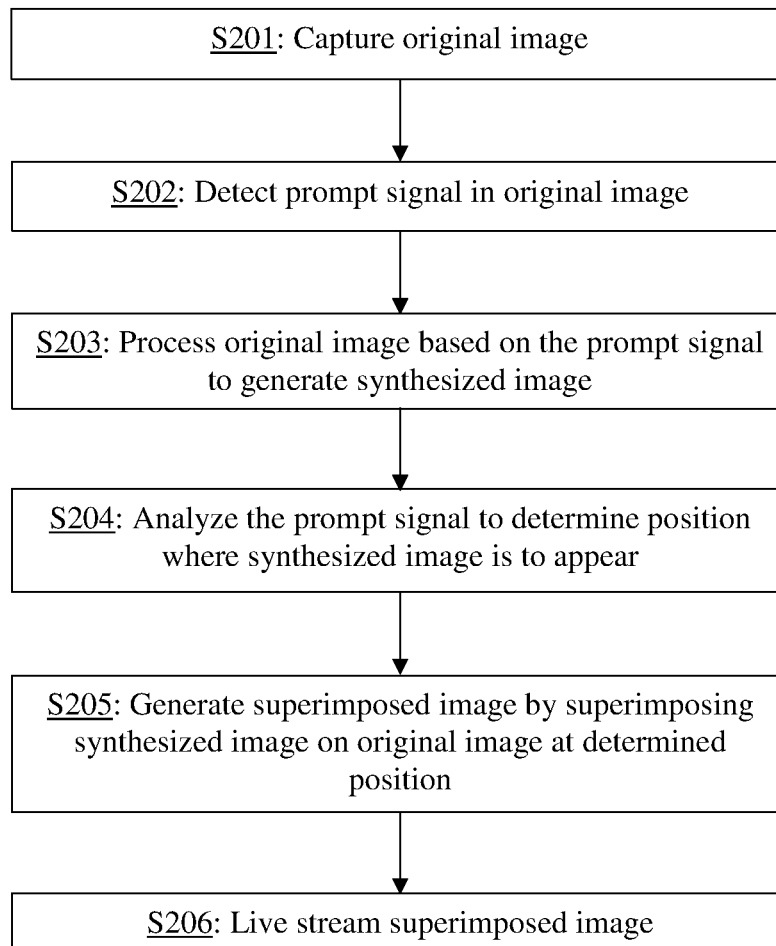 S201: Capture original image
S202: Detect prompt signal in original image
S203: Process original image based on the prompt signal
to generate synthesized image
S204: Analyze the prompt signal to determine position
where synthesized image is to appear
S205: Generate superimposed image by superimposing
synthesized image on original image at determined
position
S206: Live stream superimposed image